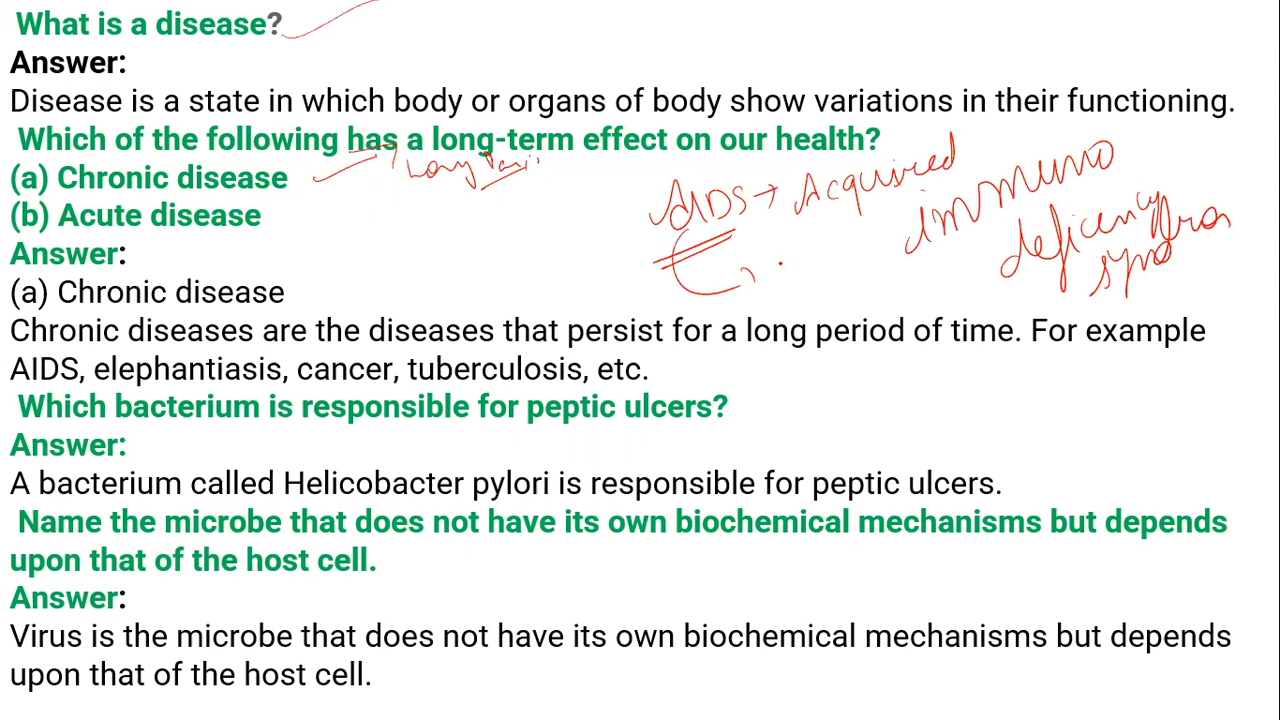 What is a disease?
Answer:
Disease is a state in which body or organs of body show variations in their functioning.
Which of the following has a long-term effect on our health?
(a) Chronic disease
(b) Acute disease
Answer:
(a) Chronic disease
Chronic diseases are the diseases that persist for a long period of time. For example
AIDS, elephantiasis, cancer, tuberculosis, etc.
Which bacterium is responsible for peptic ulcers?
Answer:
A bacterium called Helicobacter pylori is responsible for peptic ulcers.
Name the microbe that does not have its own biochemical mechanisms but depends
upon that of the host cell.
Answer:
Virus is the microbe that does not have its own biochemical mechanisms but depends
upon that of the host cell.
Long
AIDS → Acquired
immuno
deficency